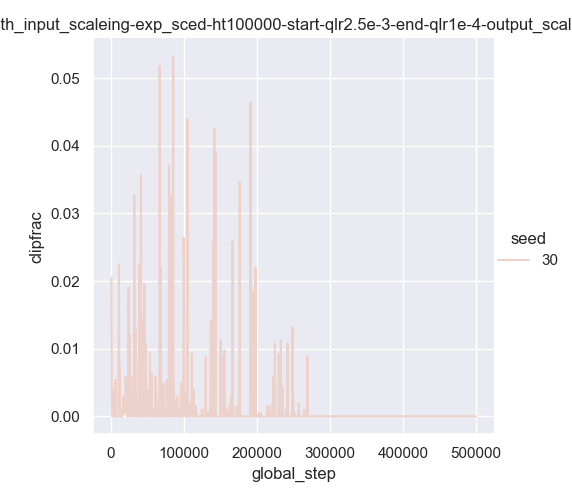 th_input_scaleing-exp_sced-ht100000-start-qlr2.5e-3-end-qlr1e-4-output_scal
0.05
0.04
0.03
0.02
0.01
0.00
clipfrac
0 100000 200000 300000 400000 500000
global_step
seed
30